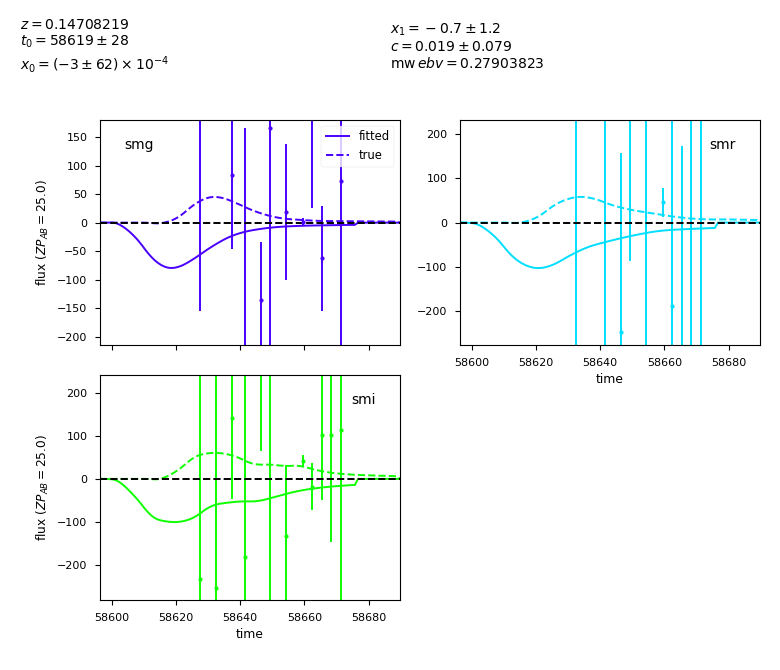 z = 0.14708219
t₀ = 58619 ± 28
x₀ = (−3 ± 62) × 10⁻⁴
x₁ = −0.7 ± 1.2
c = 0.019 ± 0.079
mw ebv = 0.27903823
smg
fitted
true
150
100
50
0
−50
−100
−150
−200
flux (ZP_AB = 25.0)
smr
200
100
0
−100
−200
58600 58620 58640 58660 58680
time
smi
200
100
0
−100
−200
flux (ZP_AB = 25.0)
58600 58620 58640 58660 58680
time